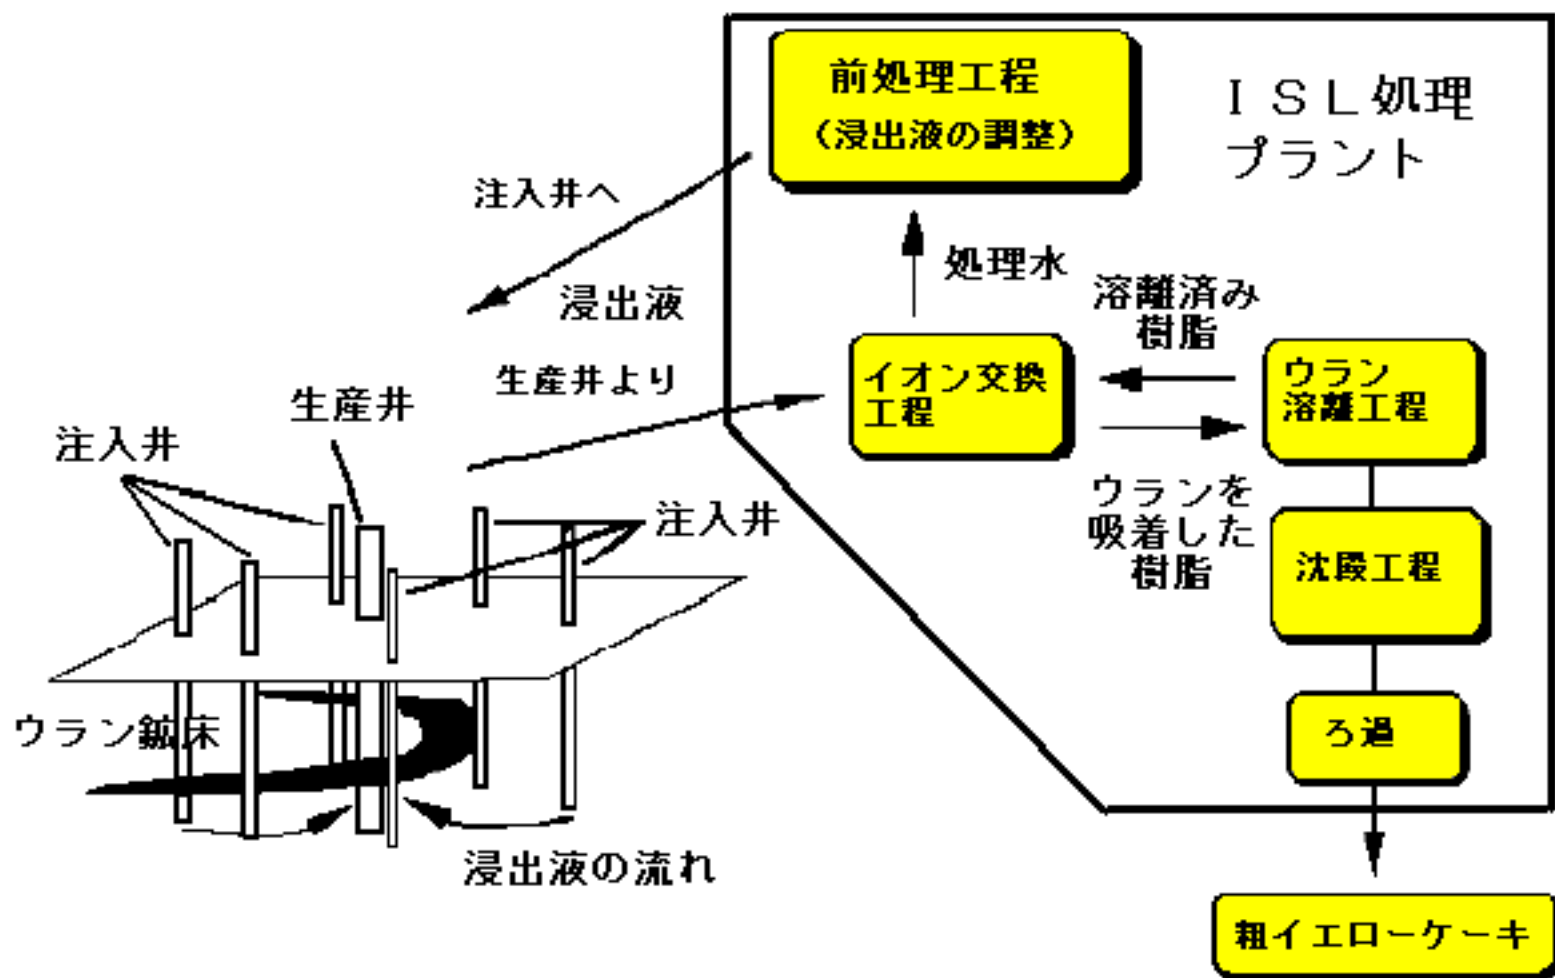 前処理工程
（浸出液の調整）
ＩＳＬ処理
プラント
注入井へ
浸出液
処理水
溶離済み
樹脂
生産井より
イオン交換
工程
ウラン
溶離工程
生産井
注入井
注入井
ウランを
吸着した
樹脂
沈殿工程
ウラン鉱床
ろ過
浸出液の流れ
粗イエローケーキ